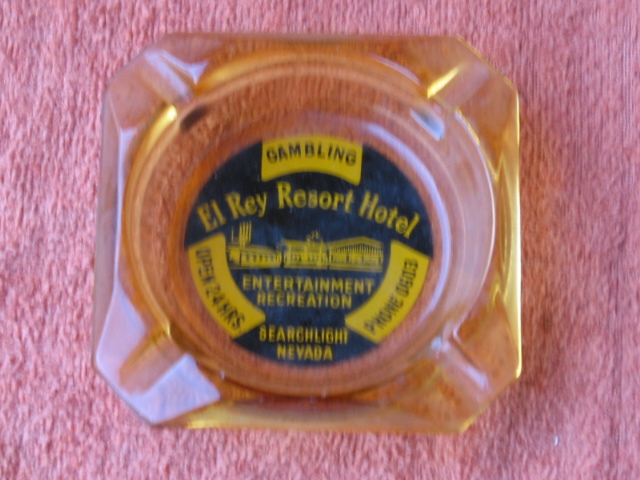 GAMBLING
El Rey Resort Hotel
OPEN 24 HRS
ENTERTAINMENT
RECREATION
PHONE 0603
SEARCHLIGHT
NEVADA